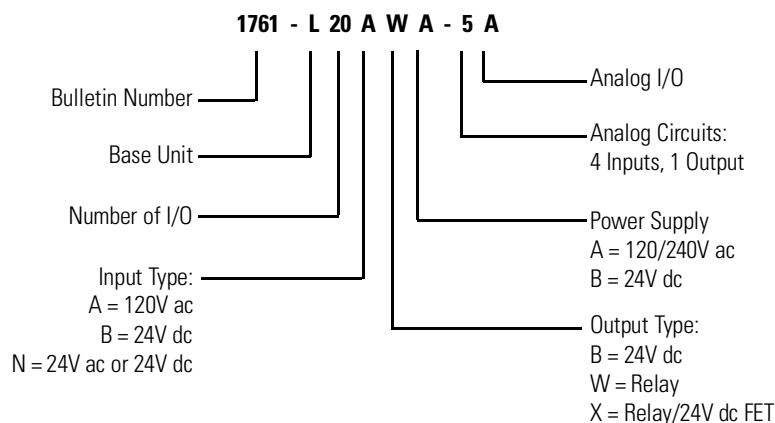 1761 - L 20 A W A - 5 A
Bulletin Number
Base Unit
Number of I/O
Input Type:
A = 120V ac
B = 24V dc
N = 24V ac or 24V dc
Analog I/O
Analog Circuits:
4 Inputs, 1 Output
Power Supply
A = 120/240V ac
B = 24V dc
Output Type:
B = 24V dc
W = Relay
X = Relay/24V dc FET